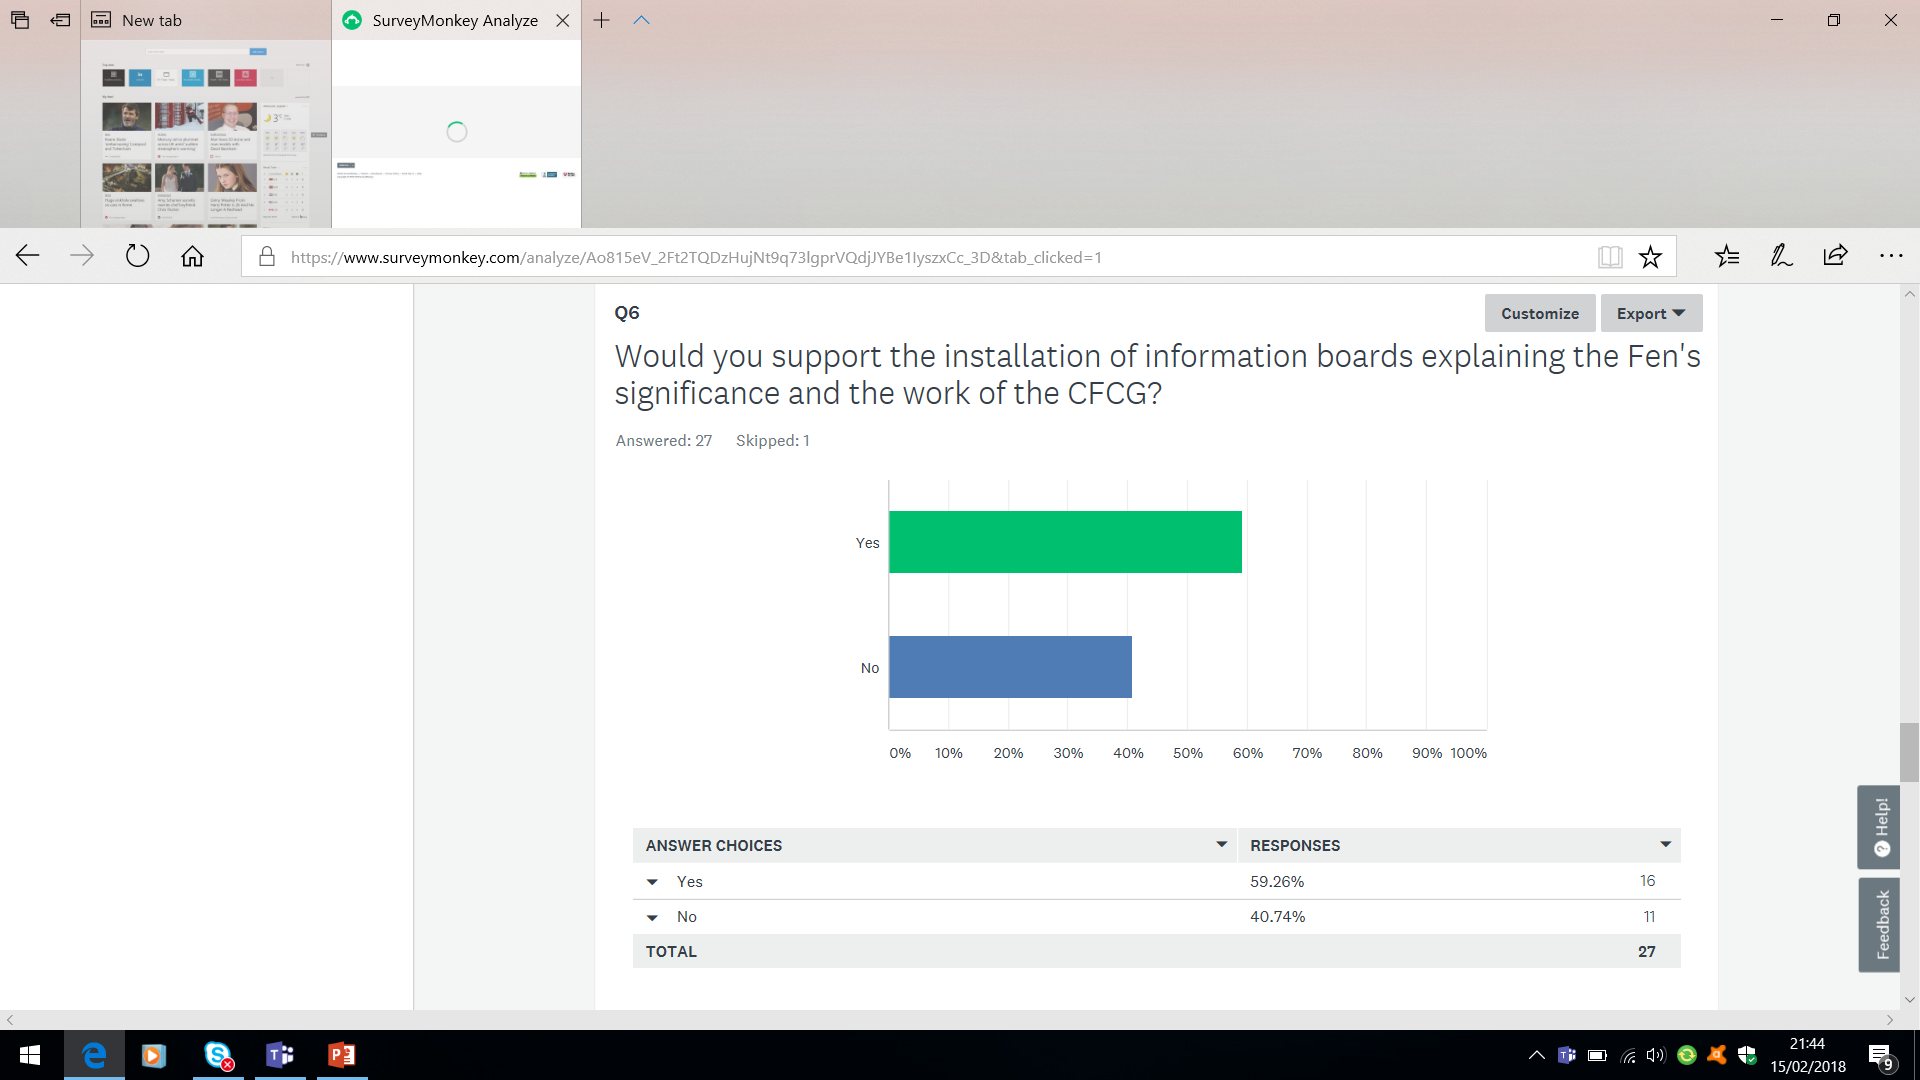 New tab
SurveyMonkey Analyze
https://www.surveymonkey.com/analyze/Ao815eV_2Ft2TQDzHujNt9q73lgprVQdjJYBe1IyszxCc_3D&tab_clicked=1
Q6
Customize
Export
Would you support the installation of information boards explaining the Fen's
significance and the work of the CFCG?
Answered: 27 Skipped: 1
Yes
No
0% 10% 20% 30% 40% 50% 60% 70% 80% 90% 100%
ANSWER CHOICES RESPONSES
Yes 59.26% 16
No 40.74% 11
TOTAL 27
Help!
Feedback
21:44
15/02/2018
9